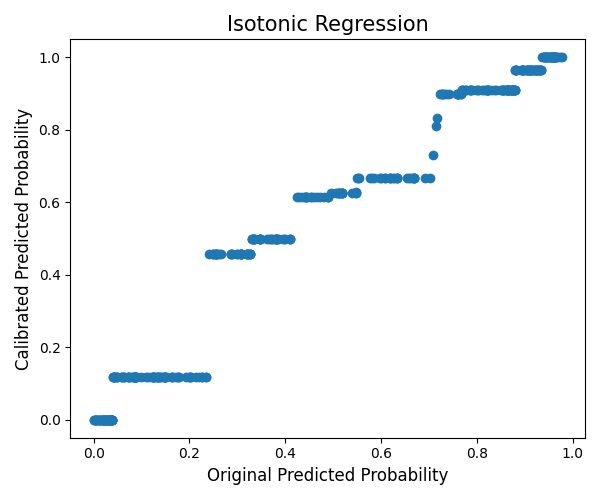 Isotonic Regression
Calibrated Predicted Probability
1.0
0.8
0.6
0.4
0.2
0.0
0.0 0.2 0.4 0.6 0.8 1.0
Original Predicted Probability